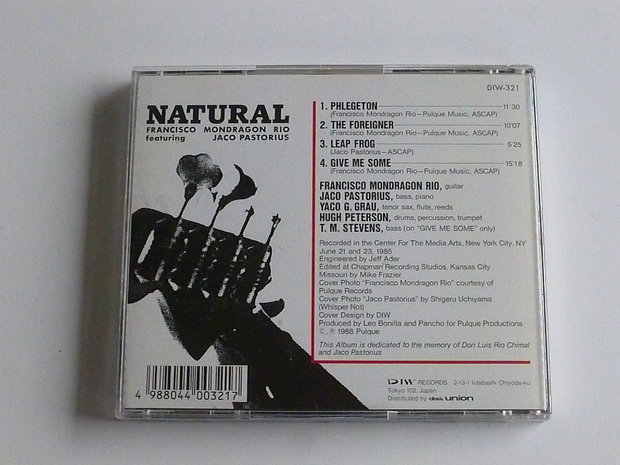 DIW-321
NATURAL
FRANCISCO MONDRAGON RIO
featuring JACO PASTORIUS
1. PHLEGETON 11'30
(Francisco Mondragon Rio–Pulque Music, ASCAP)
2. THE FOREIGNER 10'07
(Francisco Mondragon Rio–Pulque Music, ASCAP)
3. LEAP FROG 5'25
(Jaco Pastorius–ASCAP)
4. GIVE ME SOME 15'18
(Francisco Mondragon Rio–Pulque Music, ASCAP)
FRANCISCO MONDRAGON RIO, guitar
JACO PASTORIUS, bass, piano
YACO G. GRAU, tenor sax, flute, reeds
HUGH PETERSON, drums, percussion, trumpet
T. M. STEVENS, bass (on "GIVE ME SOME" only)
Recorded in the Center For The Media Arts, New York City, NY
June 21 and 23, 1985
Engineered by Jeff Ader
Edited at Chapman Recording Studios, Kansas City
Missouri by Mike Frazier
Cover Photo "Francisco Mondragon Rio" courtesy of
Pulque Records
Cover Photo "Jaco Pastorius" by Shigeru Uchiyama
(Whisper Not)
Cover Design by DIW
Produced by Leo Bonilla and Pancho for Pulque Productions
C, P, 1988 Pulque
This Album is dedicated to the memory of Don Luis Rio Chimal
and Jaco Pastorius
DIW RECORDS 2-13-1 Iidabashi Chiyoda-ku
Tokyo 102, Japan
Distributed by disk union
4 988044 003217